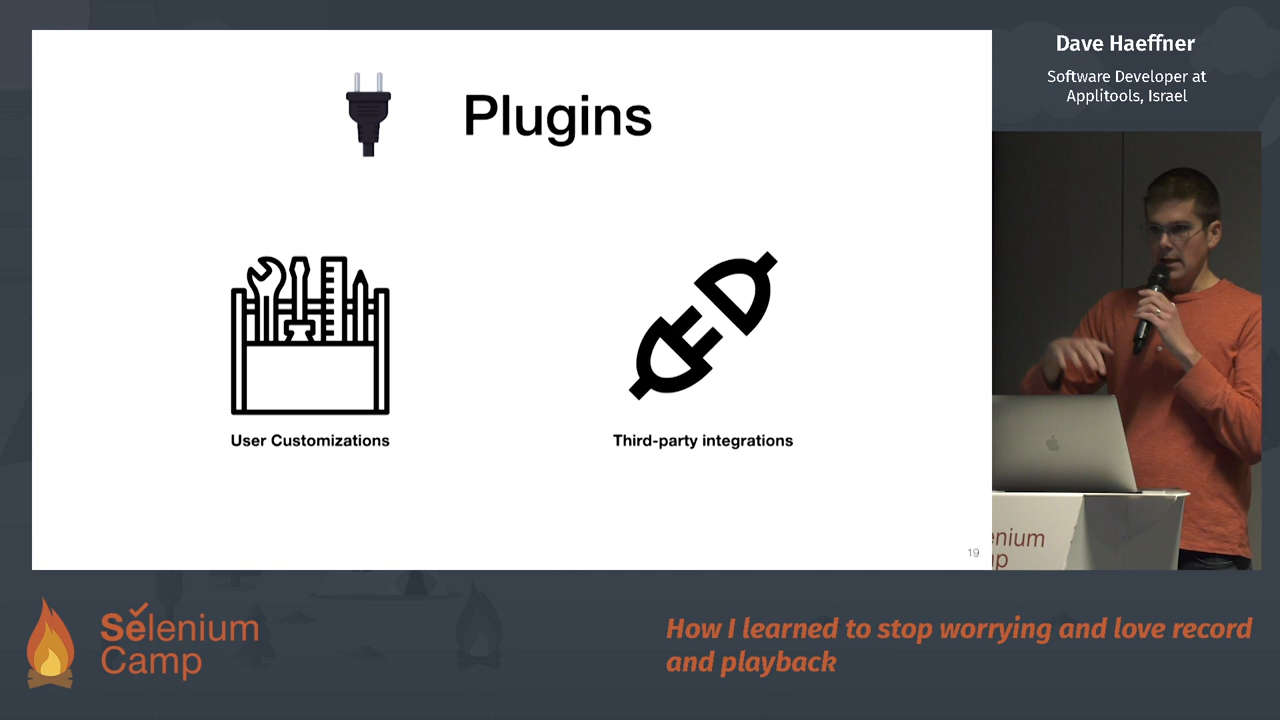 Plugins
User Customizations
Third-party integrations
19
Dave Haeffner
Software Developer at
Applitools, Israel
enium
Selenium
Camp
How I learned to stop worrying and love record
and playback